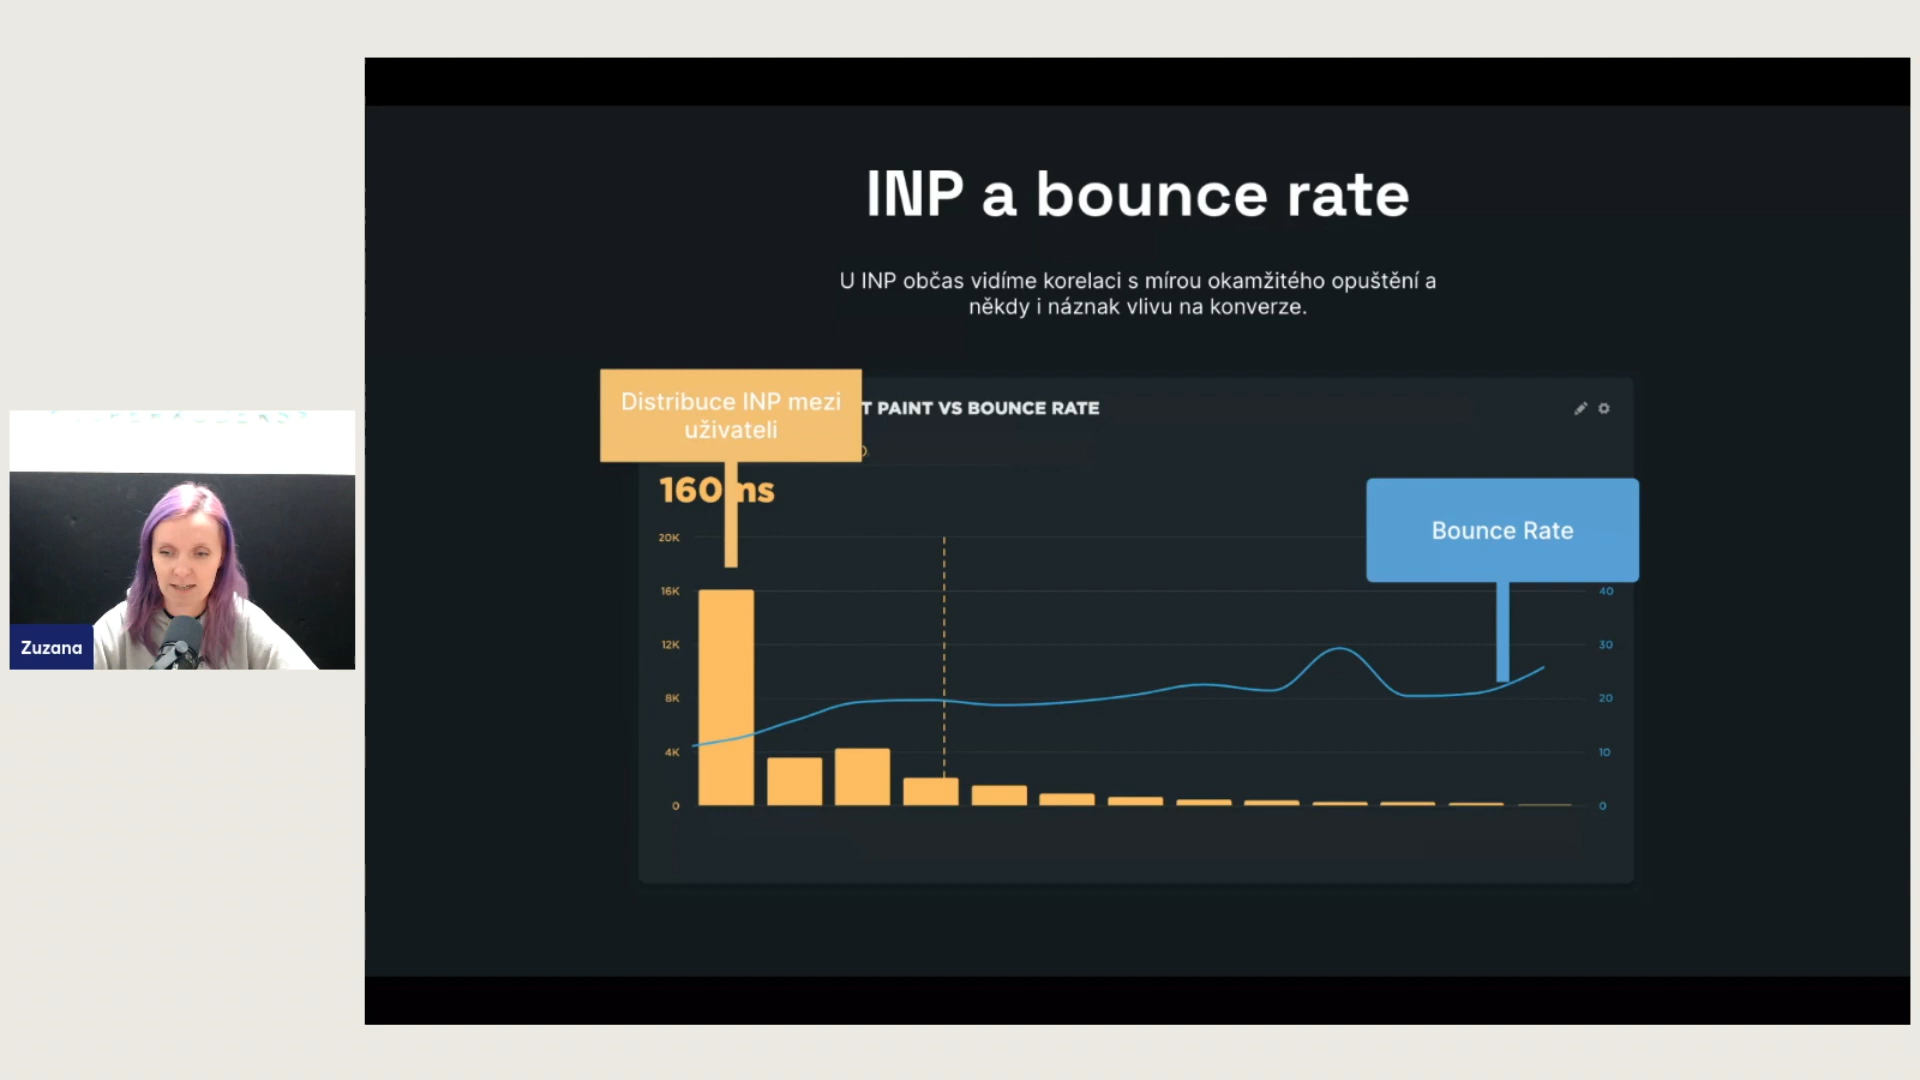 INP a bounce rate
U INP občas vidíme korelaci s mírou okamžitého opuštění a
někdy i náznak vlivu na konverze.
Distribuce INP mezi
uživateli
T PAINT VS BOUNCE RATE
160 ms
Bounce Rate
20K
16K
12K
8K
4K
0
40
30
20
10
0
Zuzana